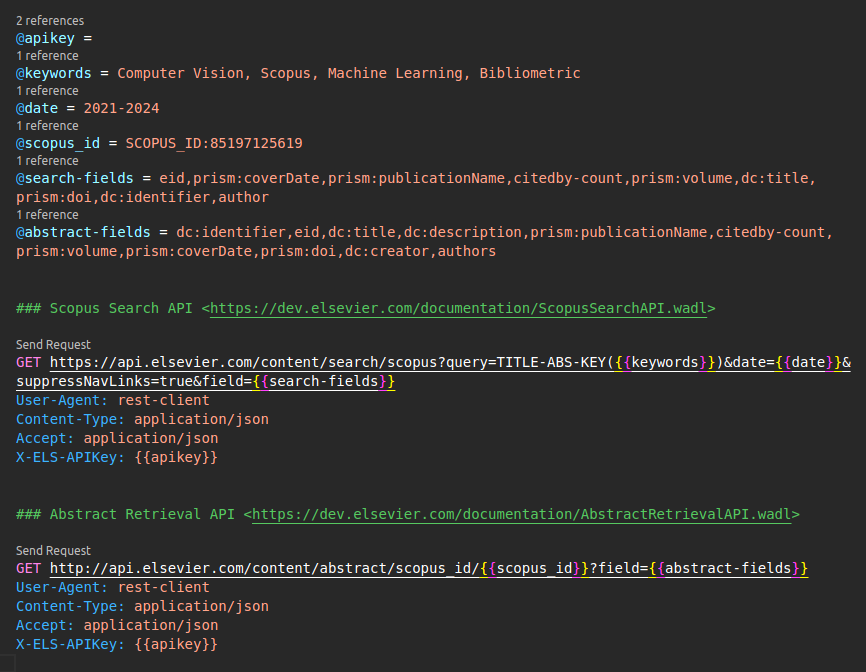 2 references
@apikey =
1 reference
@keywords = Computer Vision, Scopus, Machine Learning, Bibliometric
1 reference
@date = 2021-2024
1 reference
@scopus_id = SCOPUS_ID:85197125619
1 reference
@search-fields = eid,prism:coverDate,prism:publicationName,citedby-count,prism:volume,dc:title,
prism:doi,dc:identifier,author
1 reference
@abstract-fields = dc:identifier,eid,dc:title,dc:description,prism:publicationName,citedby-count,
prism:volume,prism:coverDate,prism:doi,dc:creator,authors
### Scopus Search API <https://dev.elsevier.com/documentation/ScopusSearchAPI.wadl>
Send Request
GET https://api.elsevier.com/content/search/scopus?query=TITLE-ABS-KEY({{keywords}})&date={{date}}&
suppressNavLinks=true&field={{search-fields}}
User-Agent: rest-client
Content-Type: application/json
Accept: application/json
X-ELS-APIKey: {{apikey}}
### Abstract Retrieval API <https://dev.elsevier.com/documentation/AbstractRetrievalAPI.wadl>
Send Request
GET http://api.elsevier.com/content/abstract/scopus_id/{{scopus_id}}?field={{abstract-fields}}
User-Agent: rest-client
Content-Type: application/json
Accept: application/json
X-ELS-APIKey: {{apikey}}